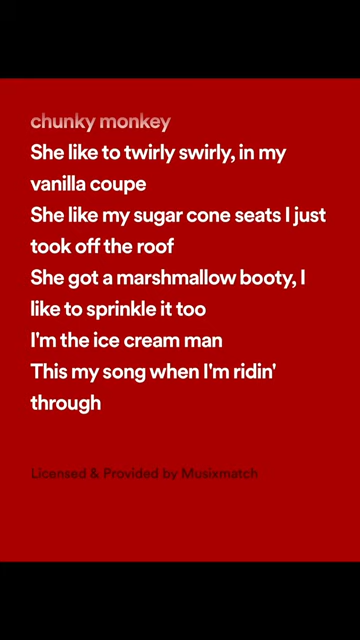 chunky monkey
She like to twirly swirly, in my
vanilla coupe
She like my sugar cone seats I just
took off the roof
She got a marshmallow booty, I
like to sprinkle it too
I'm the ice cream man
This my song when I'm ridin'
through
Licensed & Provided by Musixmatch